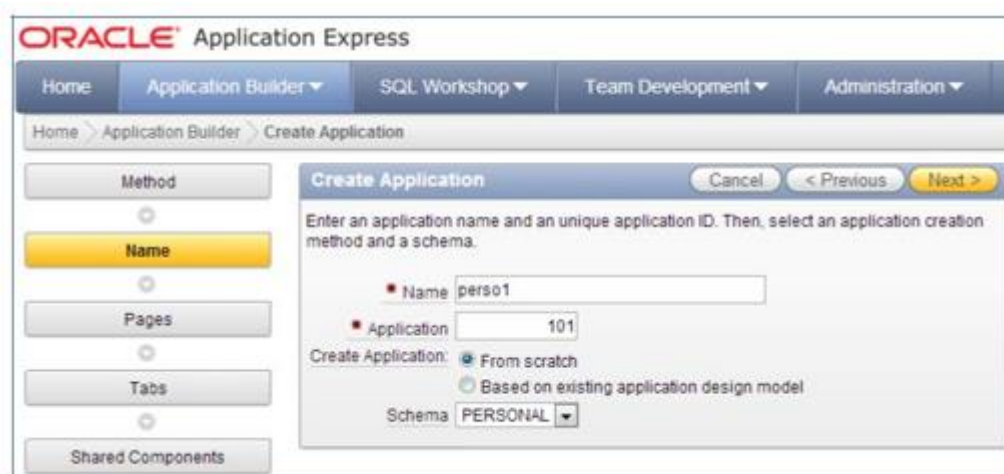 ORACLE Application Express
Home Application Builder SQL Workshop Team Development Administration
Home Application Builder Create Application
Method
Name
Pages
Tabs
Shared Components
Create Application Cancel < Previous Next >
Enter an application name and an unique application ID. Then, select an application creation
method and a schema.
Name perso1
Application 101
Create Application: From scratch
Based on existing application design model
Schema PERSONAL